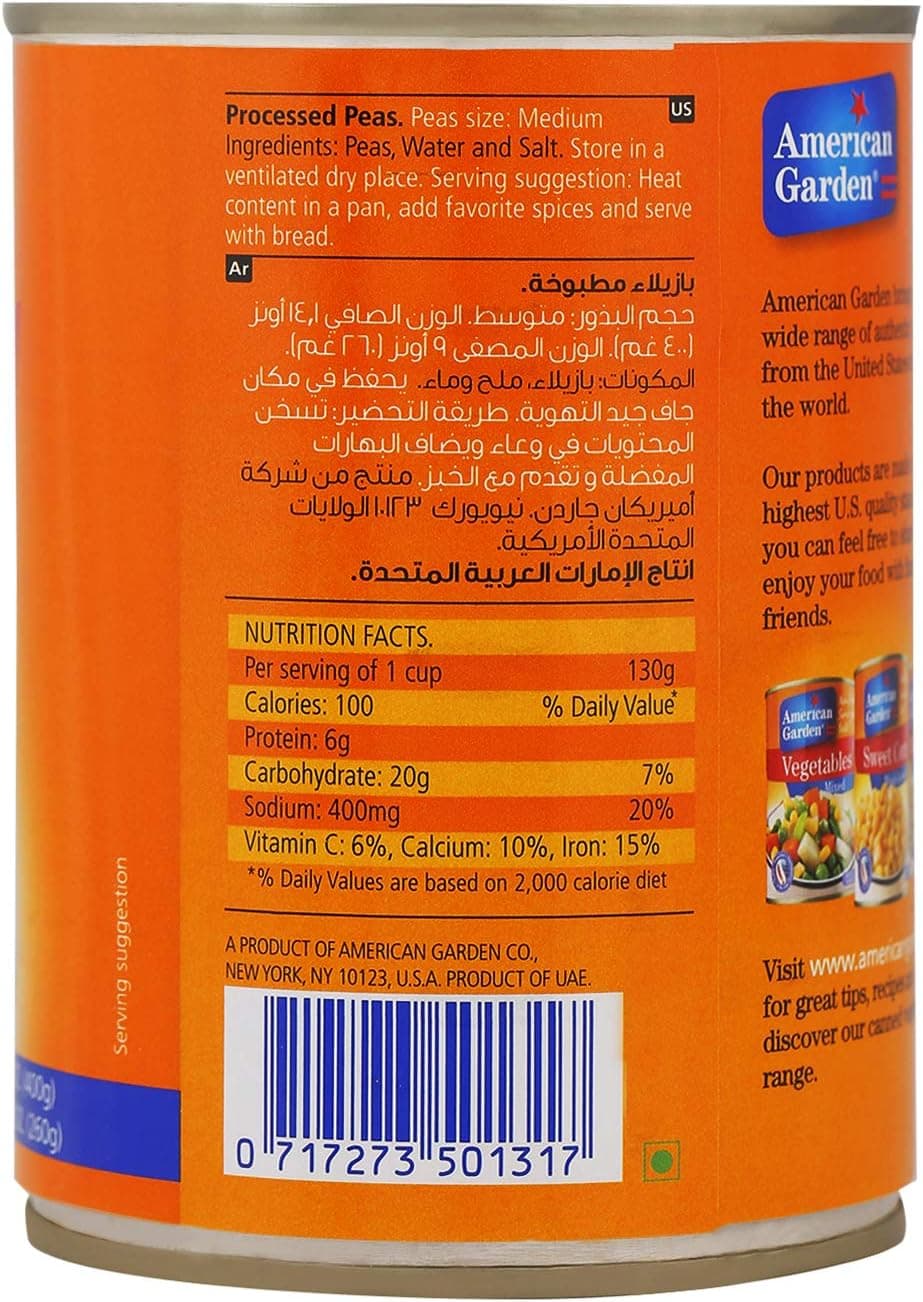 Processed Peas. Peas size: Medium
US
Ingredients: Peas, Water and Salt. Store in a
ventilated dry place. Serving suggestion: Heat
content in a pan, add favorite spices and serve
with bread.
Ar
بازيلاء مطبوخة.
حجم البذور: متوسط. الوزن الصافي ١٤,١ أونز
(٤٠٠ غم). الوزن المصفى ٩ أونز (٢٦٠ غم).
المكونات: بازيلاء، ملح وماء. يحفظ في مكان
جاف جيد التهوية. طريقة التحضير: تسخن
المحتويات في وعاء ويضاف البهارات
المفضلة و تقدم مع الخبز. منتج من شركة
أميريكان جاردن. نيويورك ١٠١٢٣ الولايات
المتحدة الأمريكية.
انتاج الإمارات العربية المتحدة.
NUTRITION FACTS.
Per serving of 1 cup 130g
Calories: 100 % Daily Value*
Protein: 6g
Carbohydrate: 20g 7%
Sodium: 400mg 20%
Vitamin C: 6%, Calcium: 10%, Iron: 15%
*% Daily Values are based on 2,000 calorie diet
A PRODUCT OF AMERICAN GARDEN CO.,
NEW YORK, NY 10123, U.S.A. PRODUCT OF UAE.
0 717273 501317
Serving suggestion
(400g)
(260g)
American
Garden®
American Garden
wide range of
from the United
the world.
Our products are
highest U.S. quality
you can feel free to
enjoy your food with
friends.
American
Garden
Vegetables
Mixed
American
Garden
Sweet
Visit www.
for great tips, recipes
discover our canned
range.